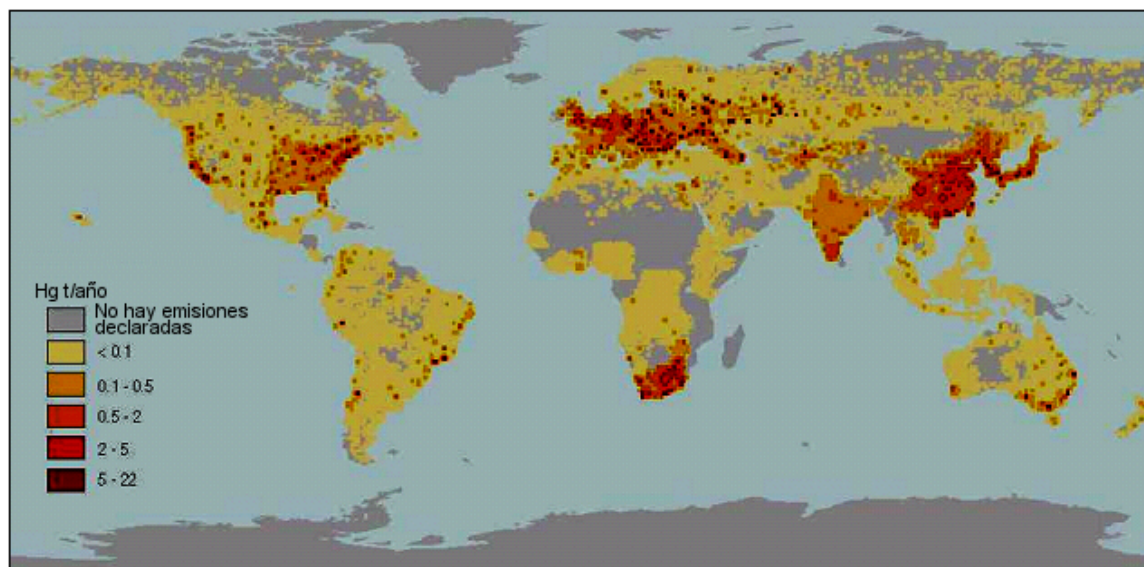 Hg t/año
No hay emisiones
declaradas
< 0.1
0.1 - 0.5
0.5 - 2
2 - 5
5 - 22